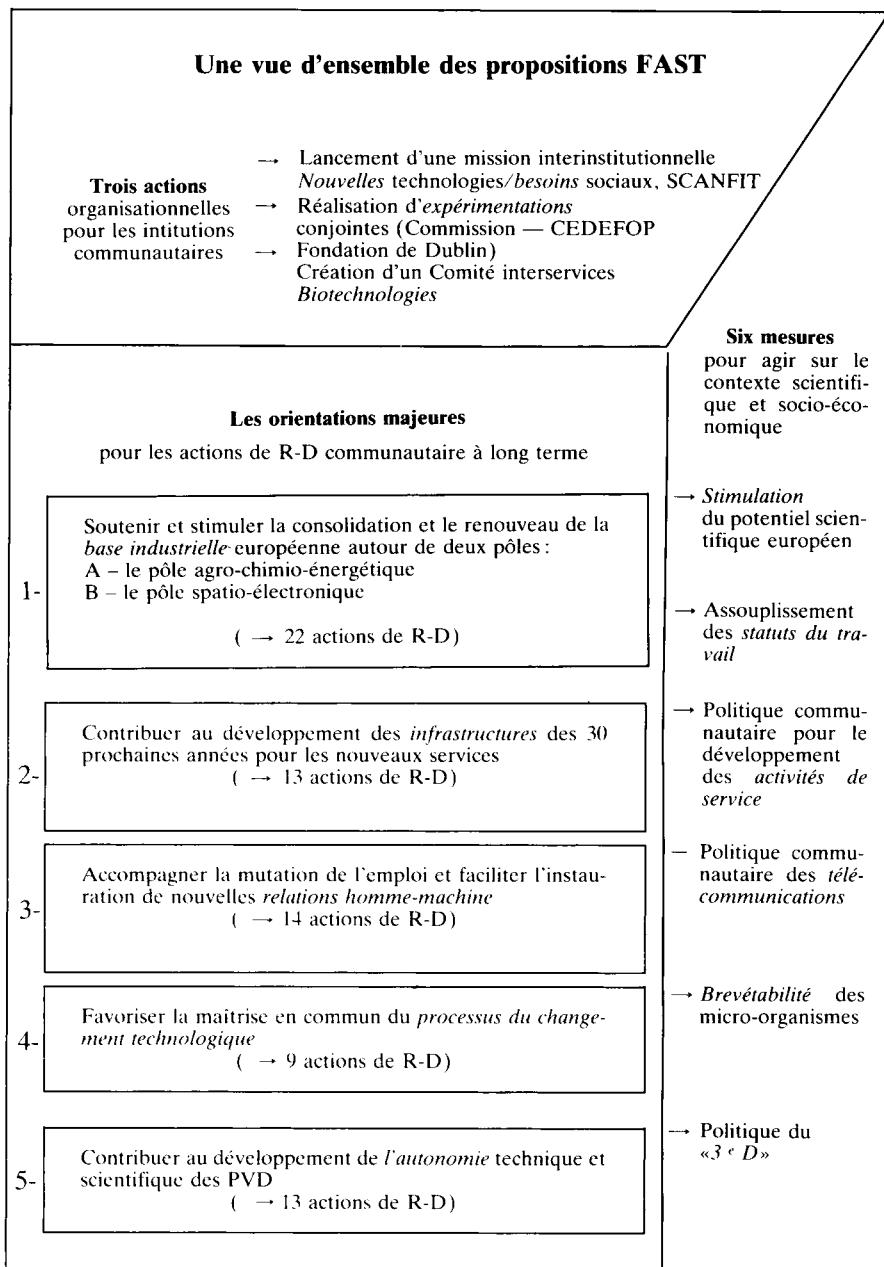 Une vue d'ensemble des propositions FAST
Trois actions
organisationnelles
pour les intitutions
communautaires
→ Lancement d'une mission interinstitutionnelle
Nouvelles technologies/besoins sociaux, SCANFIT
→ Réalisation d'expérimentations
conjointes (Commission — CEDEFOP
→ Fondation de Dublin)
Création d'un Comité interservices
Biotechnologies
Les orientations majeures
pour les actions de R-D communautaire à long terme
1-
Soutenir et stimuler la consolidation et le renouveau de la
base industrielle européenne autour de deux pôles :
A – le pôle agro-chimio-énergétique
B – le pôle spatio-électronique
( → 22 actions de R-D)
2-
Contribuer au développement des infrastructures des 30
prochaines années pour les nouveaux services
( → 13 actions de R-D)
3-
Accompagner la mutation de l'emploi et faciliter l'instau-
ration de nouvelles relations homme-machine
( → 14 actions de R-D)
4-
Favoriser la maîtrise en commun du processus du change-
ment technologique
( → 9 actions de R-D)
5-
Contribuer au développement de l'autonomie technique et
scientifique des PVD
( → 13 actions de R-D)
Six mesures
pour agir sur le
contexte scientifi-
que et socio-éco-
nomique
→ Stimulation
du potentiel scien-
tifique européen
→ Assouplissement
des statuts du tra-
vail
→ Politique commu-
nautaire pour le
développement
des activités de
service
— Politique commu-
nautaire des télé-
communications
→ Brevétabilité des
micro-organismes
→ Politique du
«3e D»